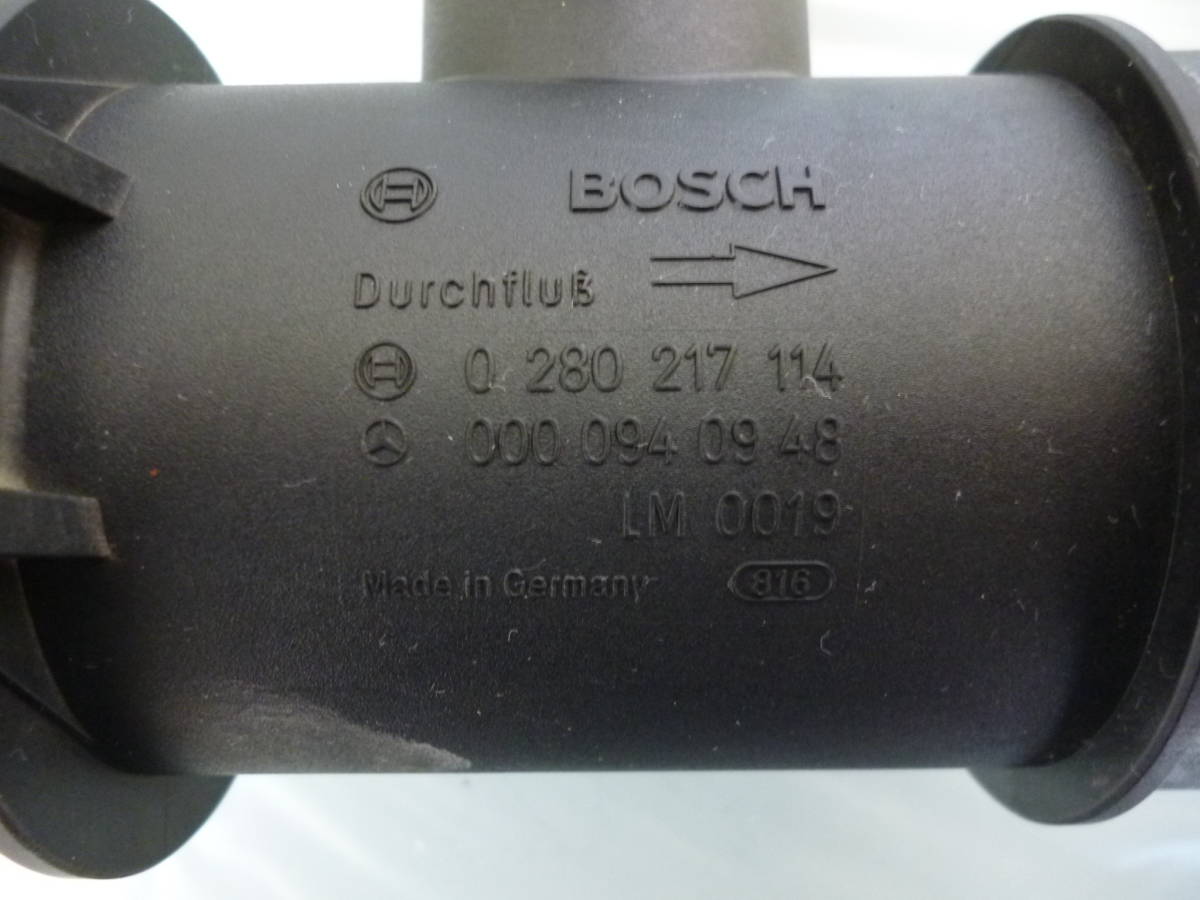 BOSCH
Durchfluß
0 280 217 114
000 094 09 48
LM 0019
Made in Germany 816